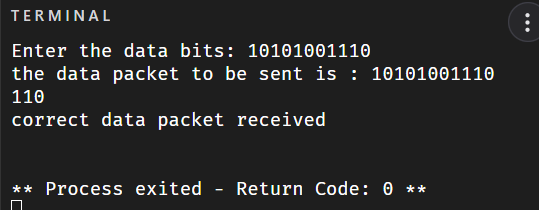 TERMINAL
Enter the data bits: 10101001110
the data packet to be sent is : 10101001110
110
correct data packet received
** Process exited - Return Code: 0 **